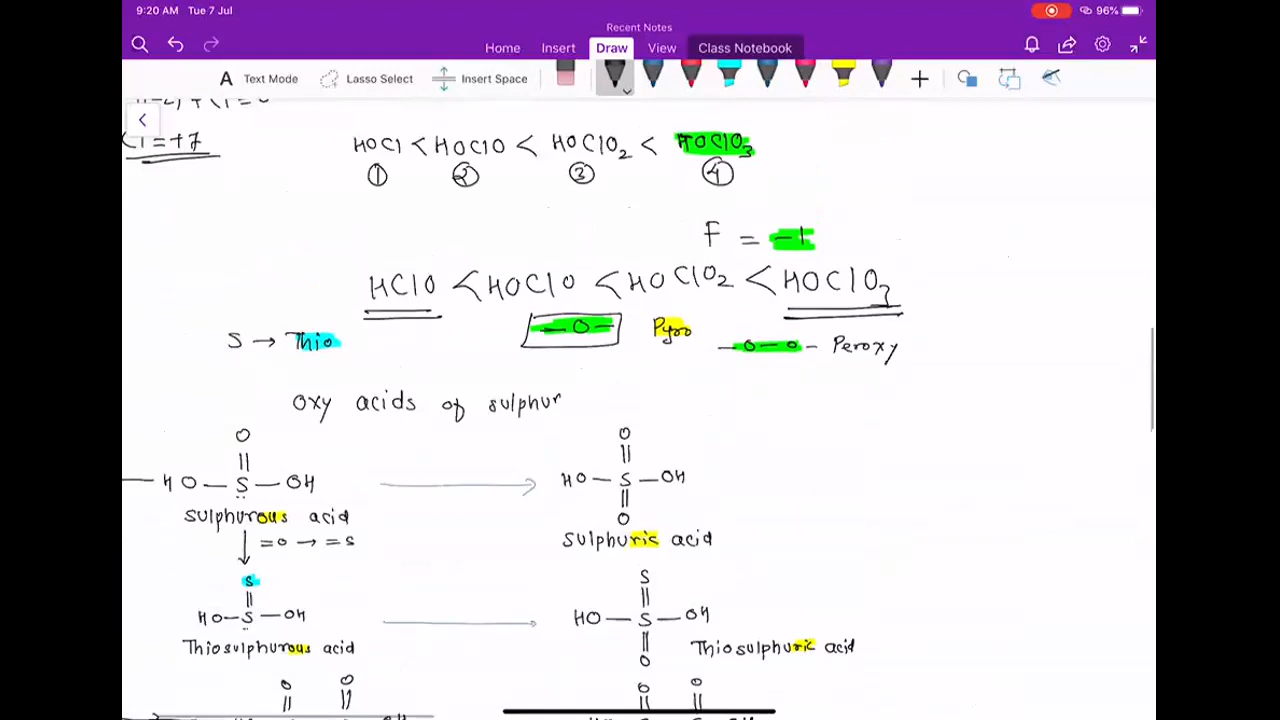 9:20 AM Tue 7 Jul
96%
Recent Notes
Home Insert Draw View Class Notebook
A Text Mode Lasso Select Insert Space
= +7
HOCl < HOClO < HOClO2 < HOClO3
① ② ③ ④
F = -1
HClO < HOClO < HOClO2 < HOClO3
S → Thio
-O- Pyro
-O-O- Peroxy
Oxy acids of sulphur
O O
|| ||
HO-S-OH → HO-S-OH
||
O
Sulphurous acid
Sulphuric acid
↓ =O → =S
S S
|| ||
HO-S-OH → HO-S-OH
||
O
Thiosulphurous acid Thiosulphuric acid
O O O O
|| || || ||